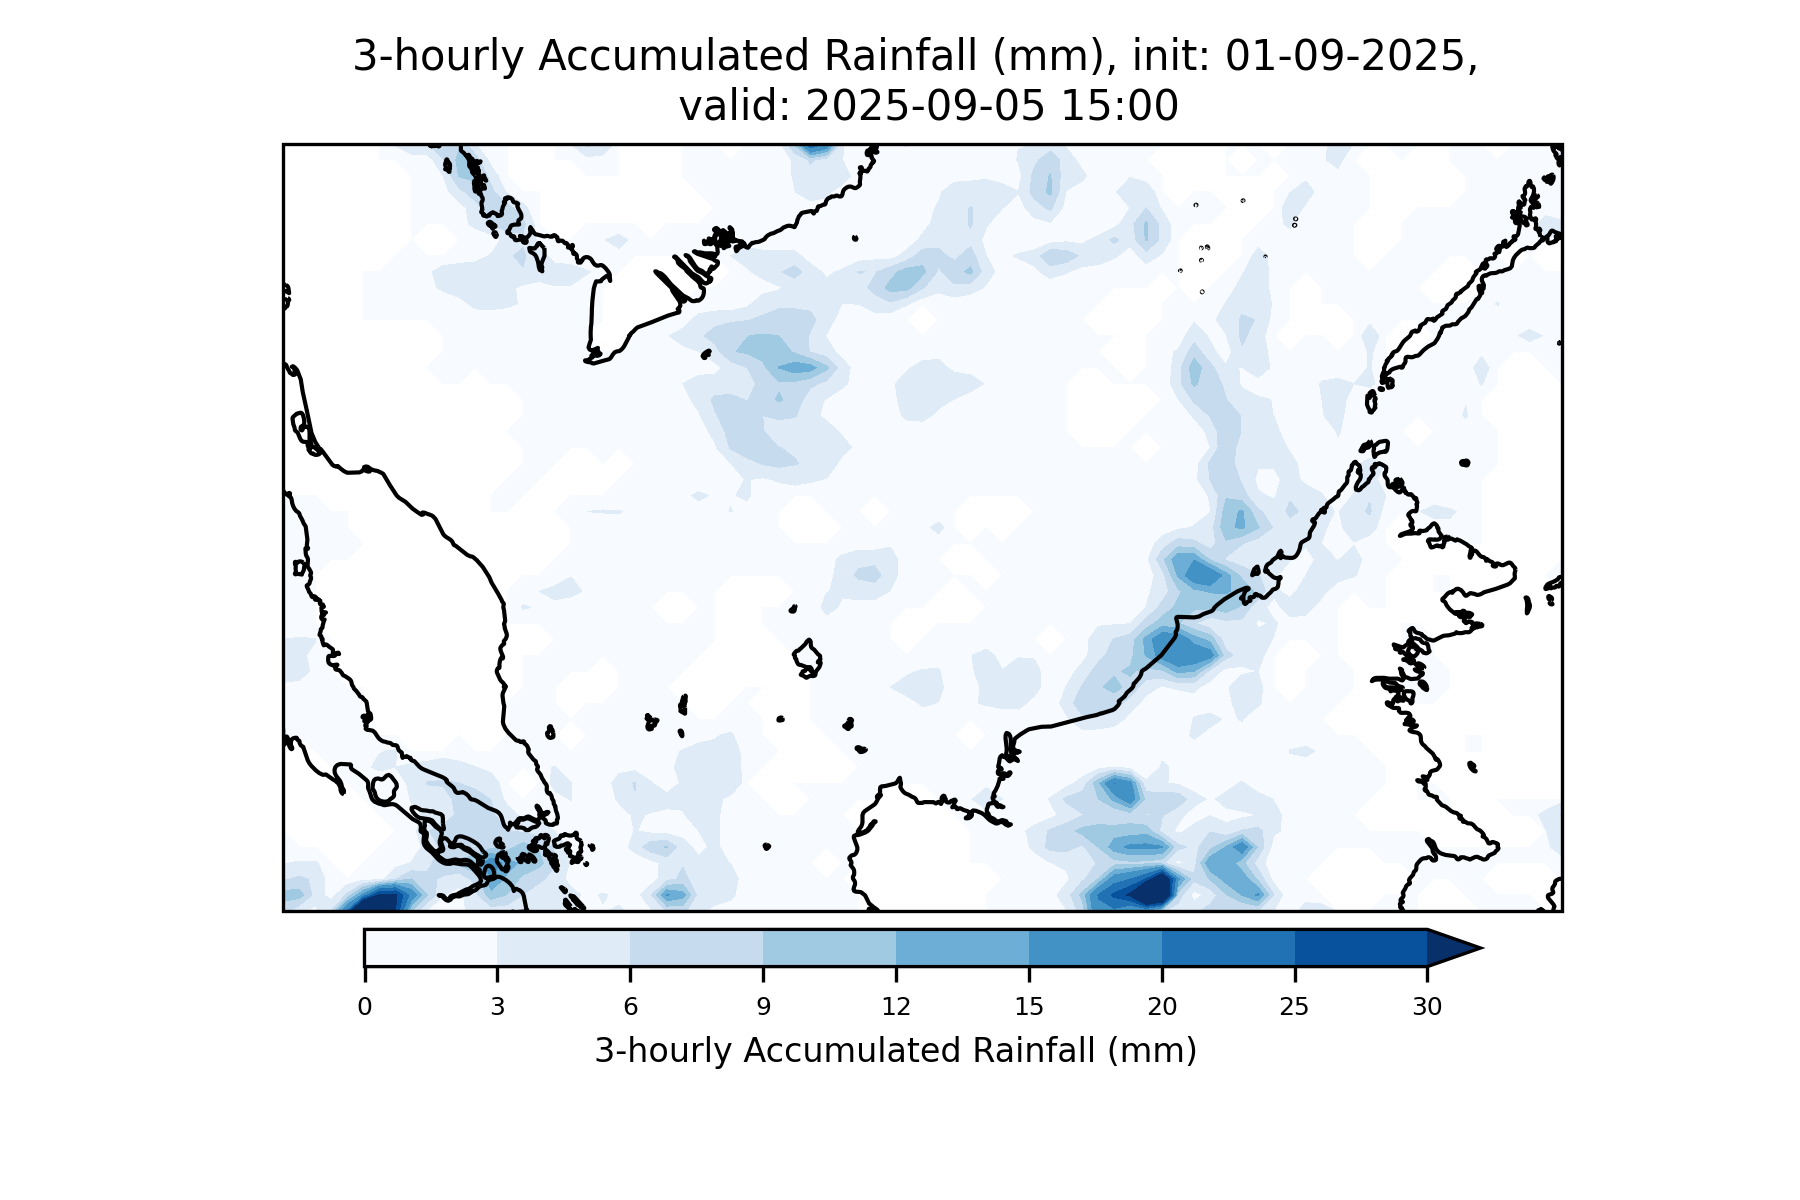 3-hourly Accumulated Rainfall (mm), init: 01-09-2025,
valid: 2025-09-05 15:00
0 3 6 9 12 15 20 25 30
3-hourly Accumulated Rainfall (mm)